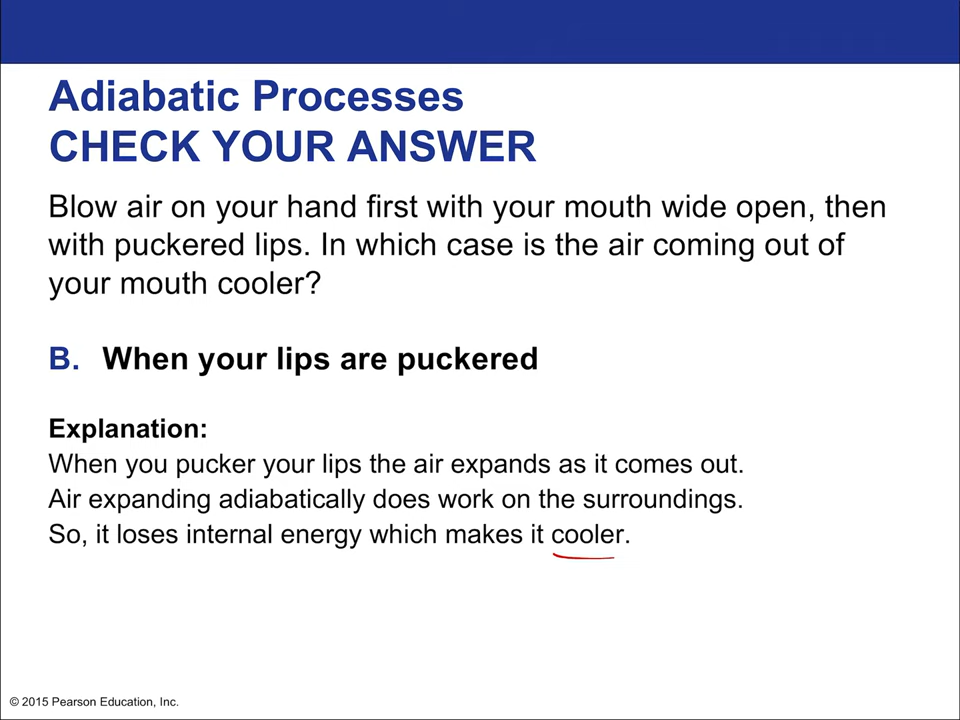 Adiabatic Processes
CHECK YOUR ANSWER
Blow air on your hand first with your mouth wide open, then
with puckered lips. In which case is the air coming out of
your mouth cooler?
B. When your lips are puckered
Explanation:
When you pucker your lips the air expands as it comes out.
Air expanding adiabatically does work on the surroundings.
So, it loses internal energy which makes it cooler.
© 2015 Pearson Education, Inc.